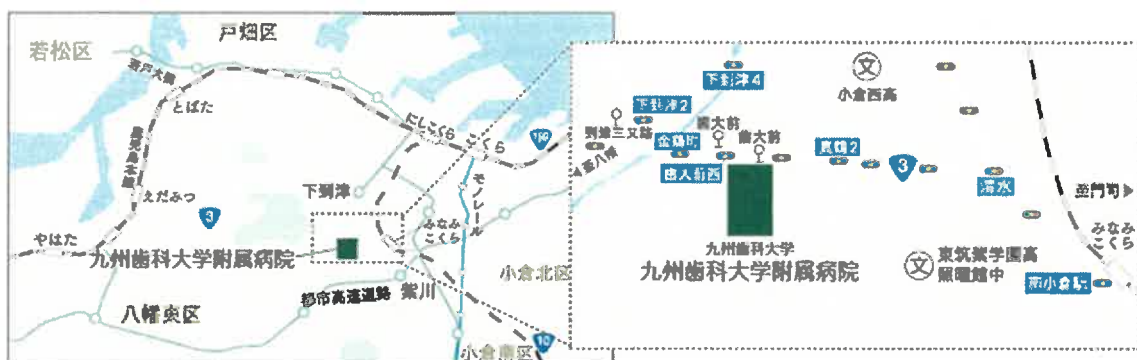 戸畑区
若松区
若戸大橋
とばた
にしこくら
こくら
199
鹿児島本線
えだみつ
3
下到津
モノレール
みなみ
こくら
やはた
九州歯科大学附属病院
小倉北区
都市高速道路
紫川
八幡東区
小倉南区
10
下到津4
文
小倉西高
下到津2
到津三叉路
歯大前
金鶏町
歯大前
真鶴2
3
至八幡
歯大前西
清水
至門司
みなみ
こくら
九州歯科大学
九州歯科大学附属病院
文
東筑紫学園高
照曜館中
南小倉駅